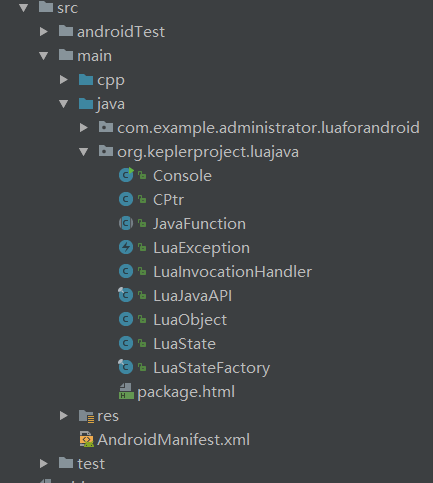 src
androidTest
main
cpp
java
com.example.administrator.luaforandroid
org.keplerproject.luajava
Console
CPtr
JavaFunction
LuaException
LuaInvocationHandler
LuaJavaAPI
LuaObject
LuaState
LuaStateFactory
package.html
res
AndroidManifest.xml
test